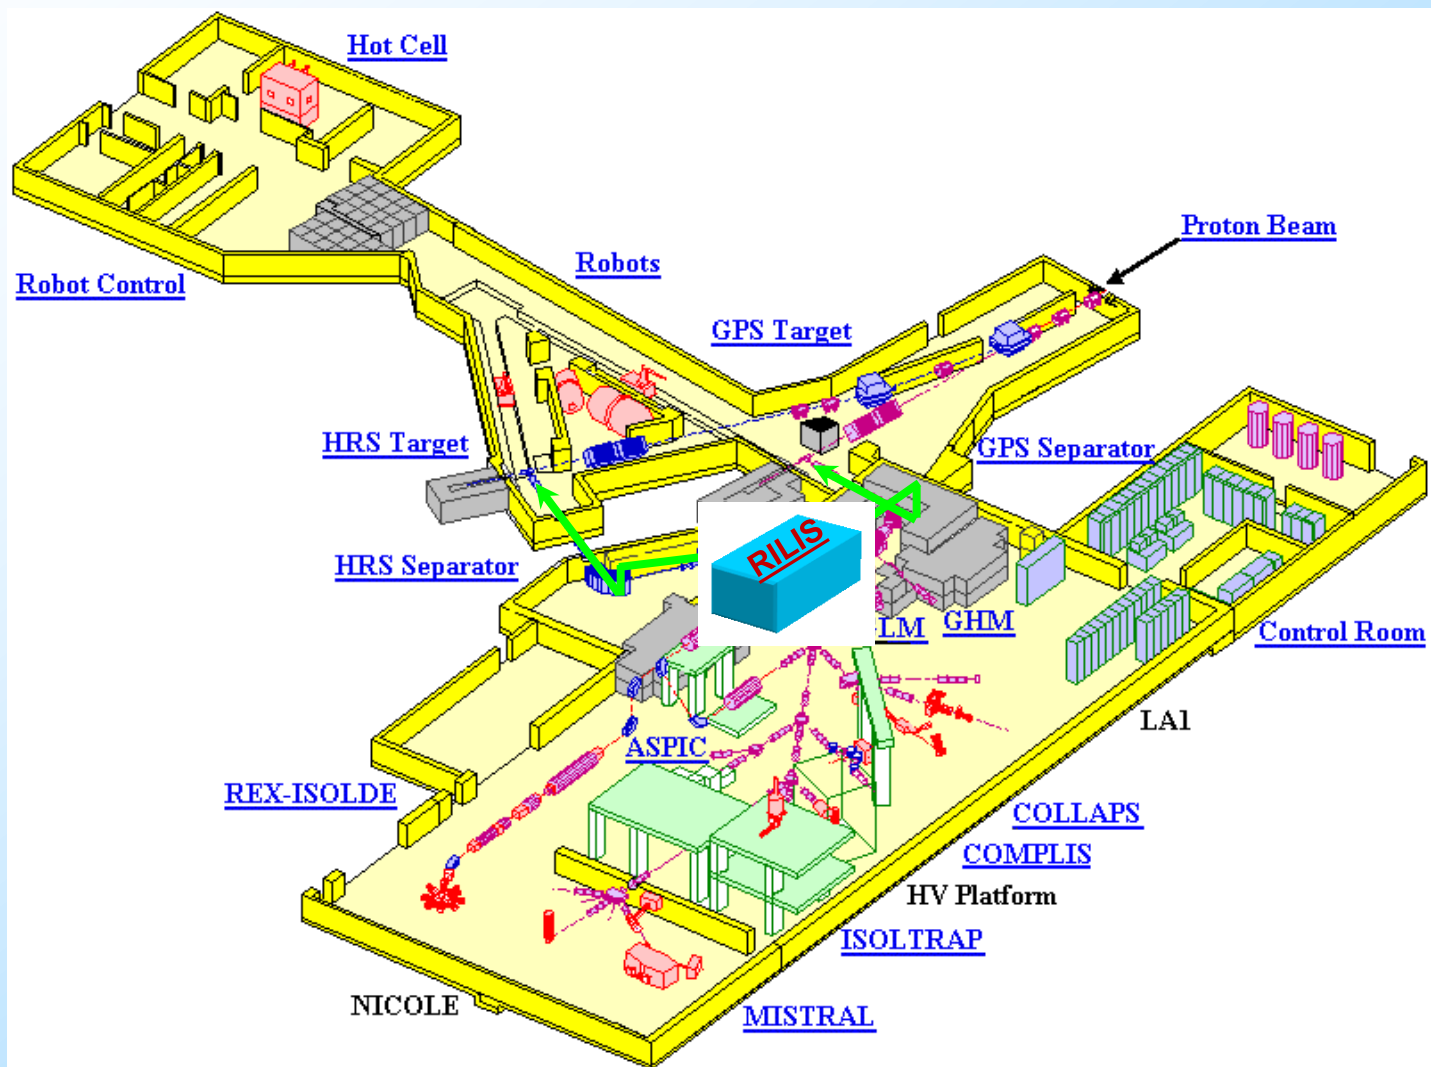 Hot Cell
Proton Beam
Robots
Robot Control
GPS Target
HRS Target
GPS Separator
RILIS
HRS Separator
LM
GHM
Control Room
LA1
ASPIC
REX-ISOLDE
COLLAPS
COMPLIS
HV Platform
ISOLTRAP
NICOLE
MISTRAL